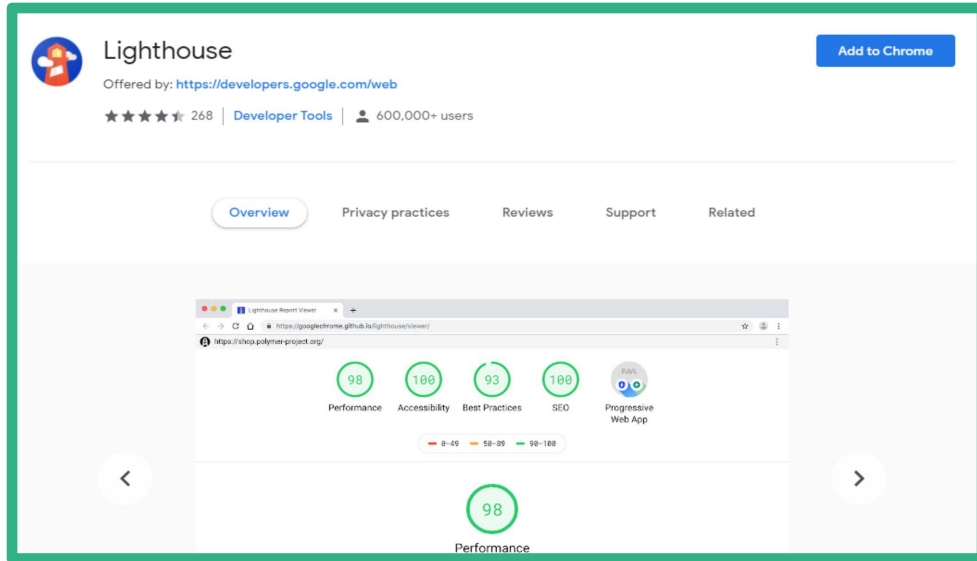 Lighthouse
Add to Chrome
Offered by: https://developers.google.com/web
268 Developer Tools 600,000+ users
Overview Privacy practices Reviews Support Related
Lighthouse Report Viewer
https://googlechrome.github.io/lighthouse/viewer/
https://shop.polymer-project.org/
98 100 93 100 PWA
Performance Accessibility Best Practices SEO Progressive
Web App
0-49 50-89 90-100
98
Performance